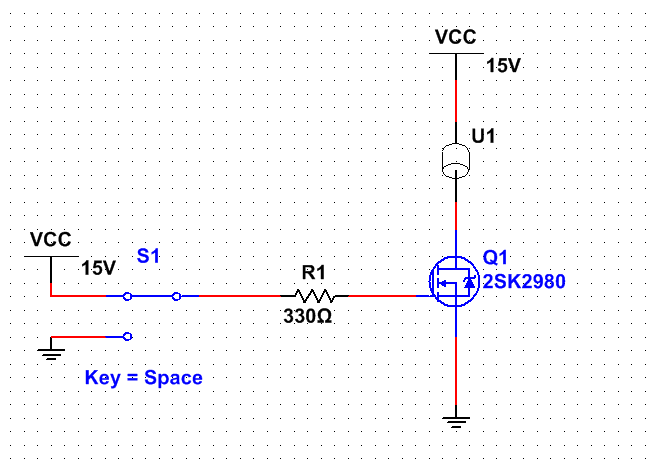 VCC
15V
U1
VCC
15V
S1
R1
330Ω
Q1
2SK2980
Key = Space